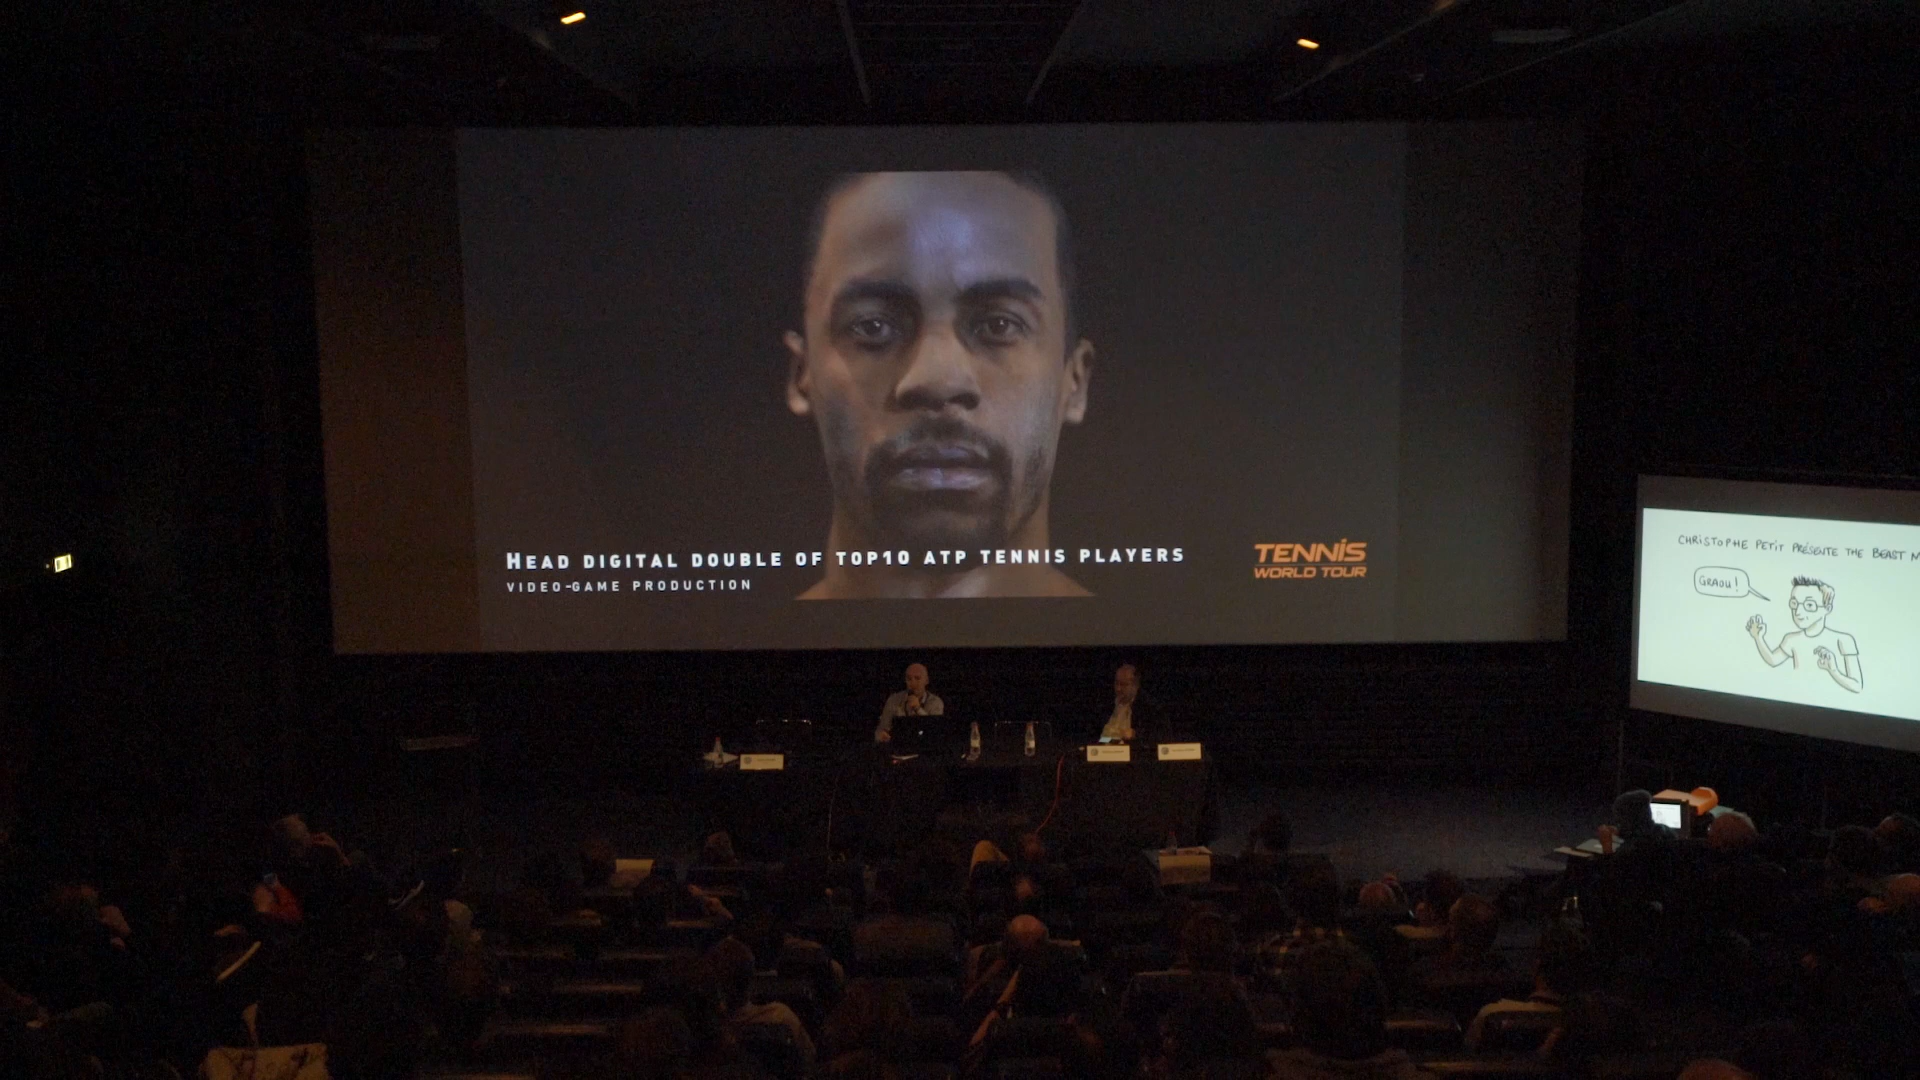 HEAD DIGITAL DOUBLE OF TOP10 ATP TENNIS PLAYERS
VIDEO-GAME PRODUCTION
TENNIS
WORLD TOUR
CHRISTOPHE PETIT PRÉSENTE THE BEAST
GRAOU!